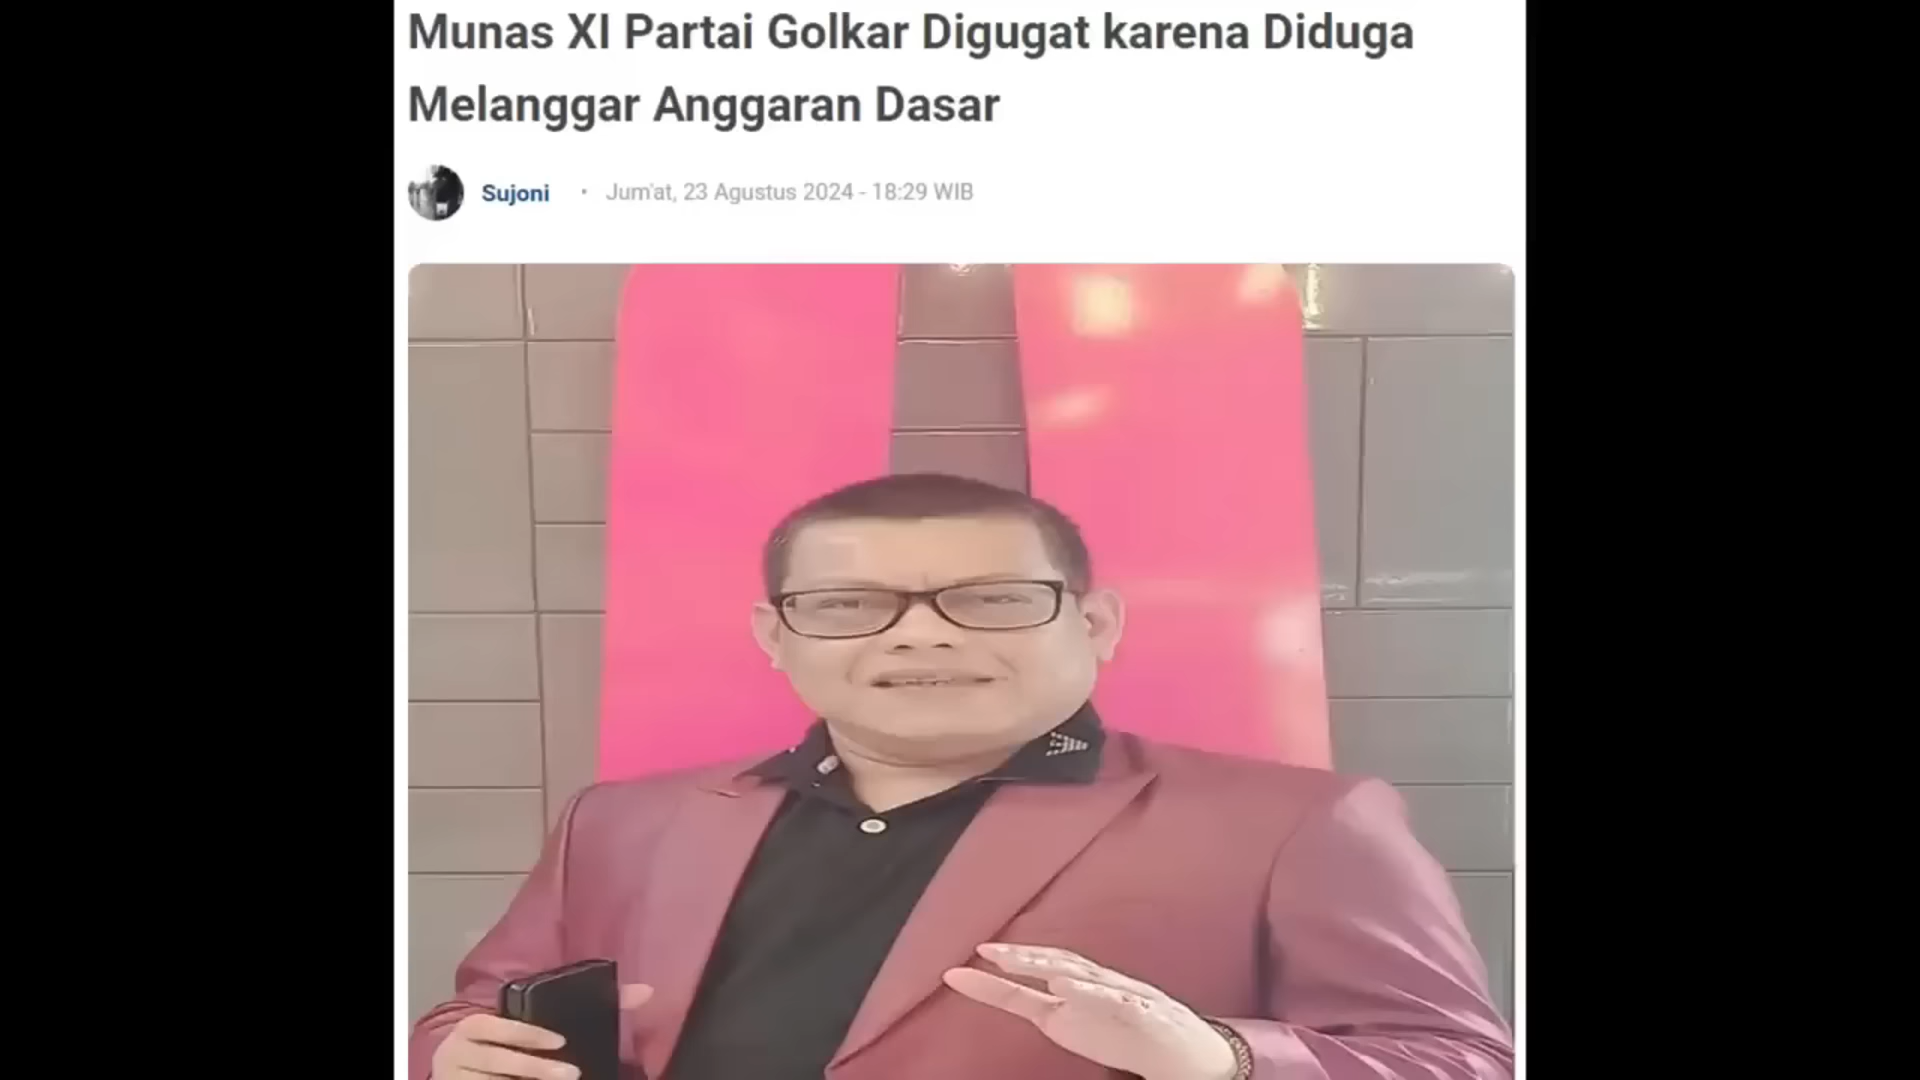 Munas XI Partai Golkar Digugat karena Diduga
Melanggar Anggaran Dasar
Sujoni • Jum'at, 23 Agustus 2024 - 18:29 WIB